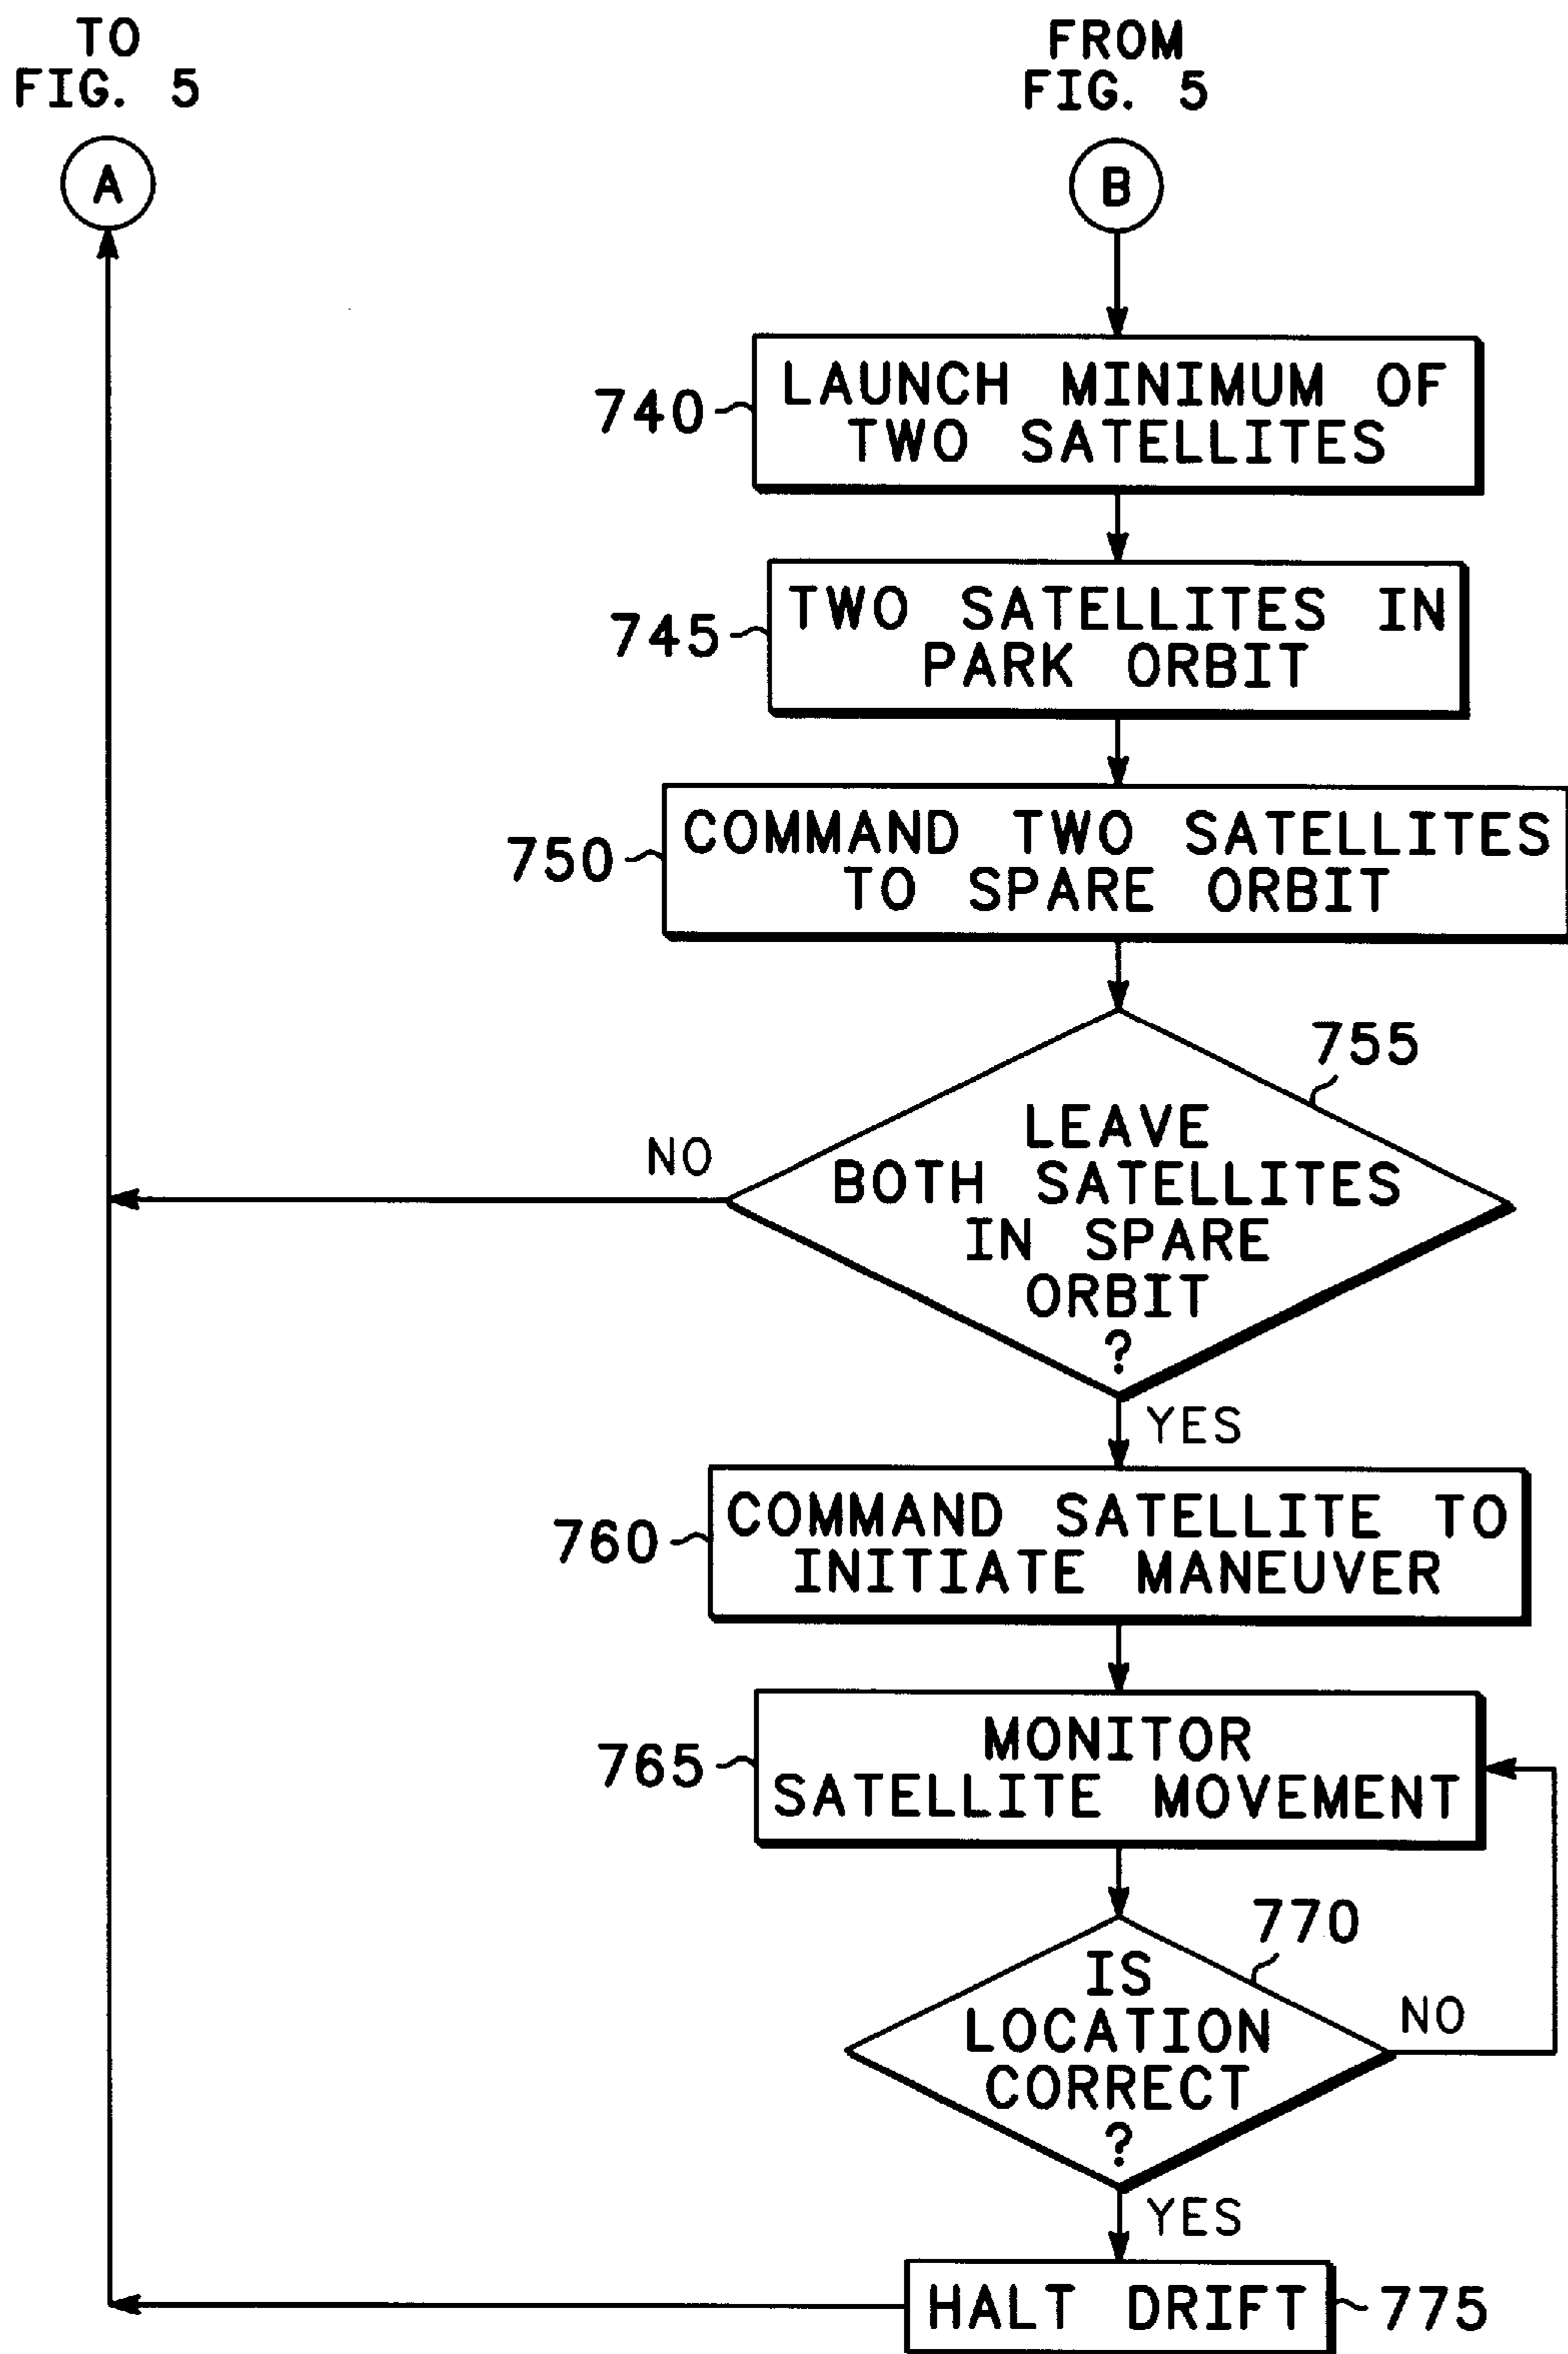 TO
FIG. 5
A
FROM
FIG. 5
B
740
LAUNCH MINIMUM OF
TWO SATELLITES
745
TWO SATELLITES IN
PARK ORBIT
750
COMMAND TWO SATELLITES
TO SPARE ORBIT
755
LEAVE
BOTH SATELLITES
IN SPARE
ORBIT
?
NO
YES
760
COMMAND SATELLITE TO
INITIATE MANEUVER
765
MONITOR
SATELLITE MOVEMENT
770
IS
LOCATION
CORRECT
?
NO
YES
HALT DRIFT
775